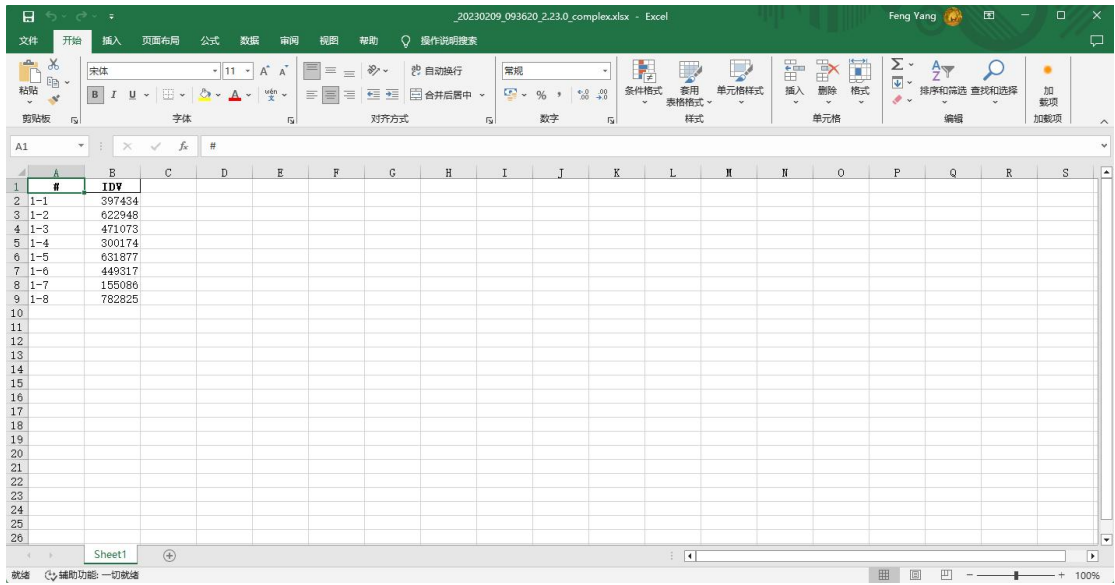 _20230209_093620_2.23.0_complex.xlsx - Excel
Feng Yang
文件 开始 插入 页面布局 公式 数据 审阅 视图 帮助 操作说明搜索
宋体 11 A A 自动换行 常规
粘贴 B I U A wén 文 合并后居中 % , 条件格式 套用 表格格式 单元格样式 插入 删除 格式 排序和筛选 查找和选择 加载项
剪贴板 字体 对齐方式 数字 样式 单元格 编辑 加载项
A1 fx #
A B C D E F G H I J K L M N O P Q R S
1 # IDV
2 1-1 397434
3 1-2 622948
4 1-3 471073
5 1-4 300174
6 1-5 631877
7 1-6 449317
8 1-7 155086
9 1-8 782825
10
11
12
13
14
15
16
17
18
19
20
21
22
23
24
25
26
Sheet1
就绪 辅助功能: 一切就绪 100%